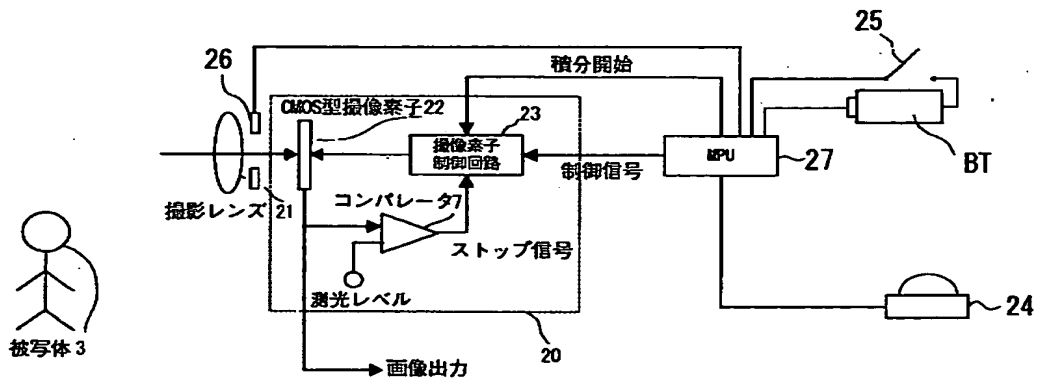 25
26
積分開始
CMOS型撮像素子22
23
撮像素子
制御回路
MPU
27
BT
制御信号
撮影レンズ 21
コンパレータ7
ストップ信号
測光レベル
24
被写体 3
20
画像出力